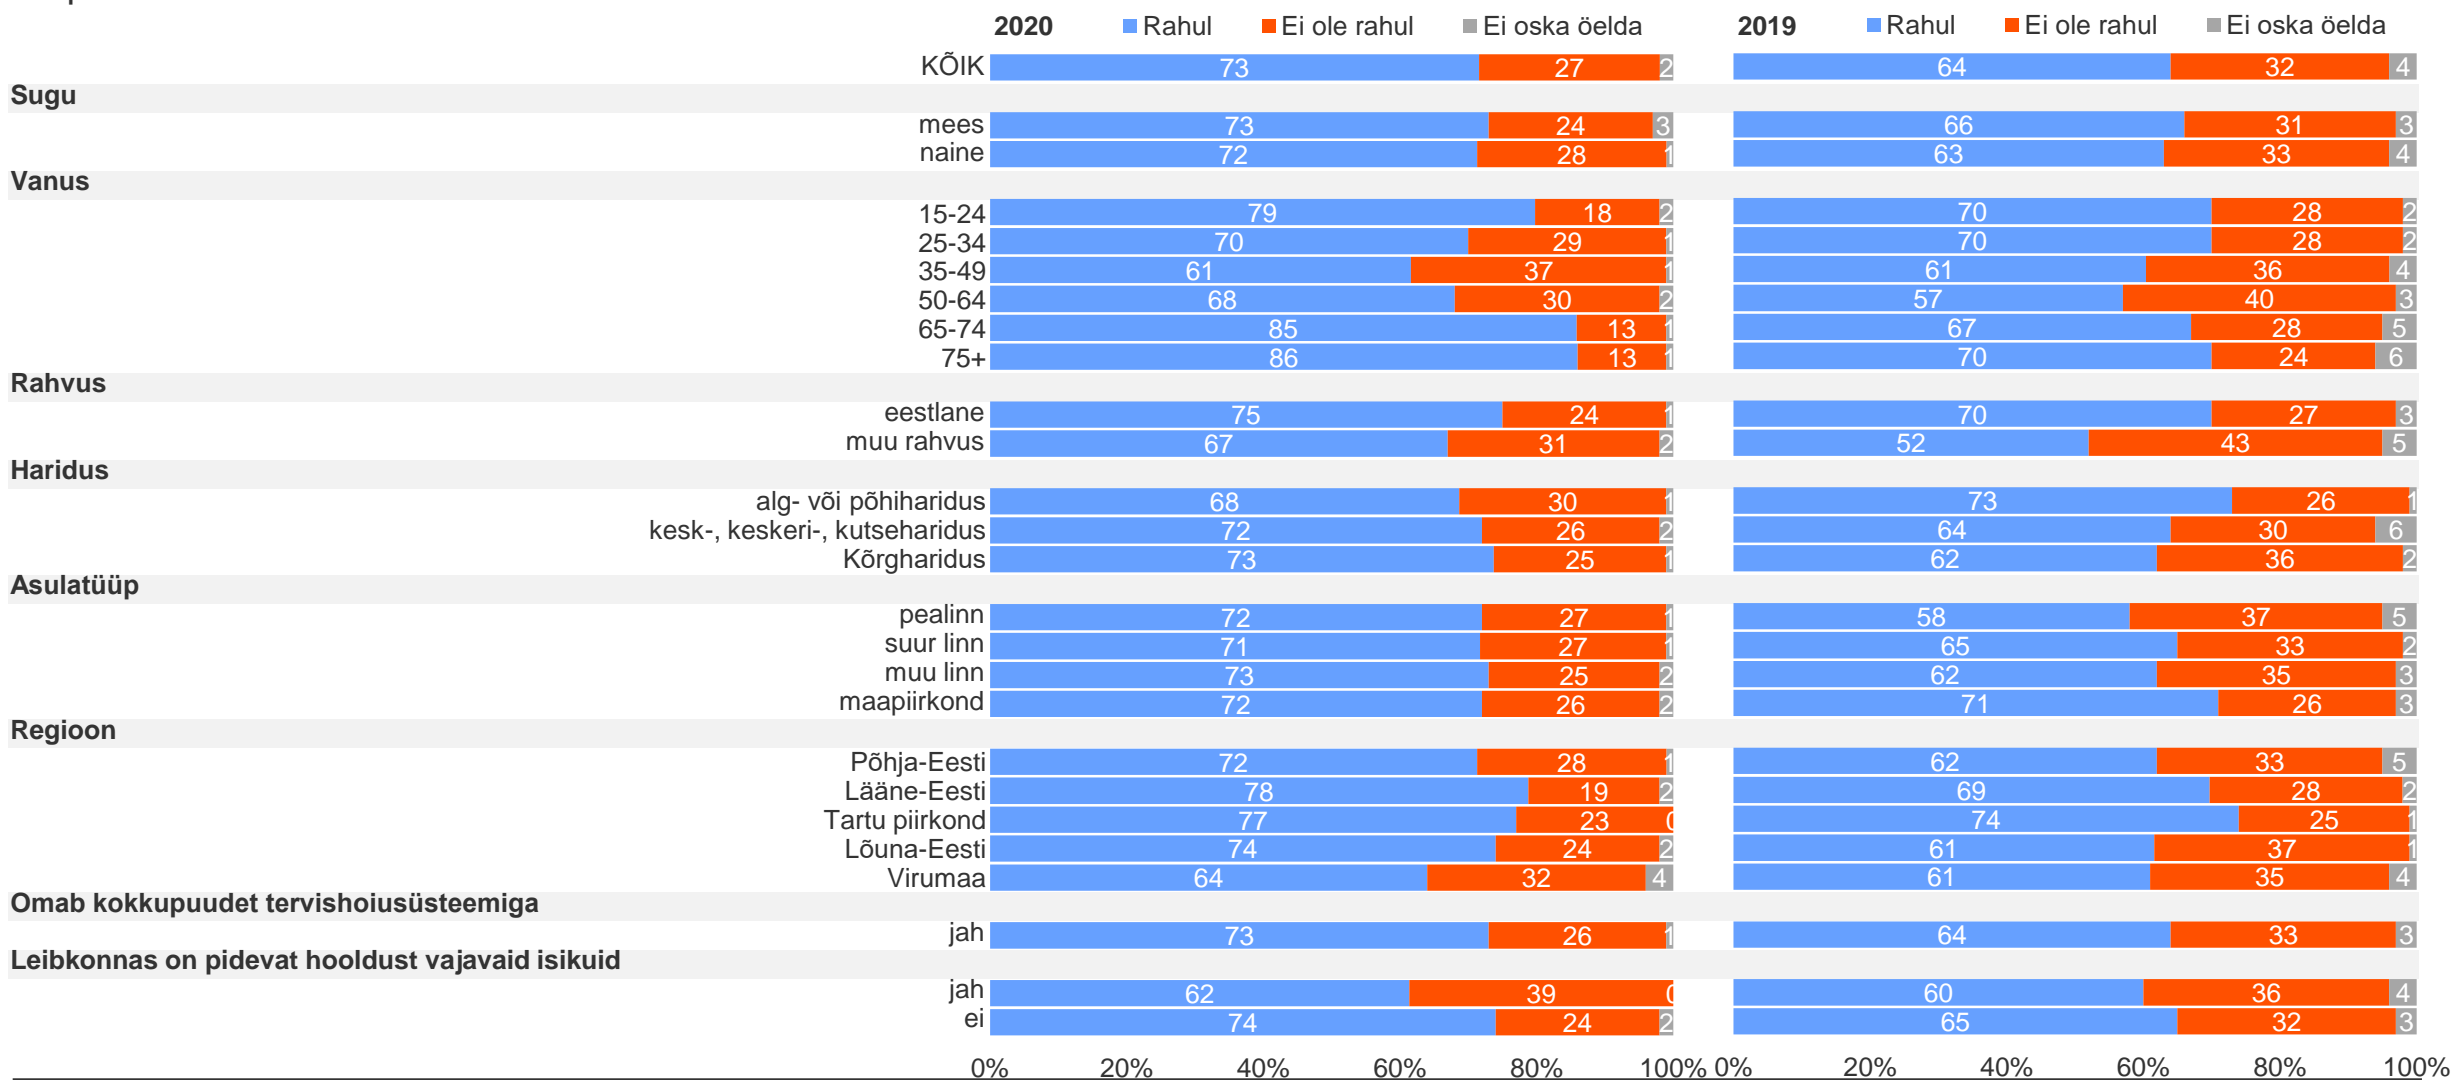 2020 Rahul Ei ole rahul Ei oska öelda 2019 Rahul Ei ole rahul Ei oska öelda
KÕIK 73 27 2 64 32 4
Sugu
mees 73 24 3 66 31 3
naine 72 28 1 63 33 4
Vanus
15-24 79 18 2 70 28 2
25-34 70 29 1 70 28 2
35-49 61 37 1 61 36 4
50-64 68 30 2 57 40 3
65-74 85 13 1 67 28 5
75+ 86 13 1 70 24 6
Rahvus
eestlane 75 24 1 70 27 3
muu rahvus 67 31 2 52 43 5
Haridus
alg- või põhiharidus 68 30 1 73 26 1
kesk-, keskeri-, kutseharidus 72 26 2 64 30 6
Kõrgharidus 73 25 1 62 36 2
Asulatüüp
pealinn 72 27 1 58 37 5
suur linn 71 27 1 65 33 2
muu linn 73 25 2 62 35 3
maapiirkond 72 26 2 71 26 3
Regioon
Põhja-Eesti 72 28 1 62 33 5
Lääne-Eesti 78 19 2 69 28 2
Tartu piirkond 77 23 0 74 25 1
Lõuna-Eesti 74 24 2 61 37 1
Virumaa 64 32 4 61 35 4
Omab kokkupuudet tervishoiusüsteemiga
jah 73 26 1 64 33 3
Leibkonnas on pidevat hooldust vajavaid isikuid
jah 62 39 0 60 36 4
ei 74 24 2 65 32 3
0% 20% 40% 60% 80% 100% 0% 20% 40% 60% 80% 100%